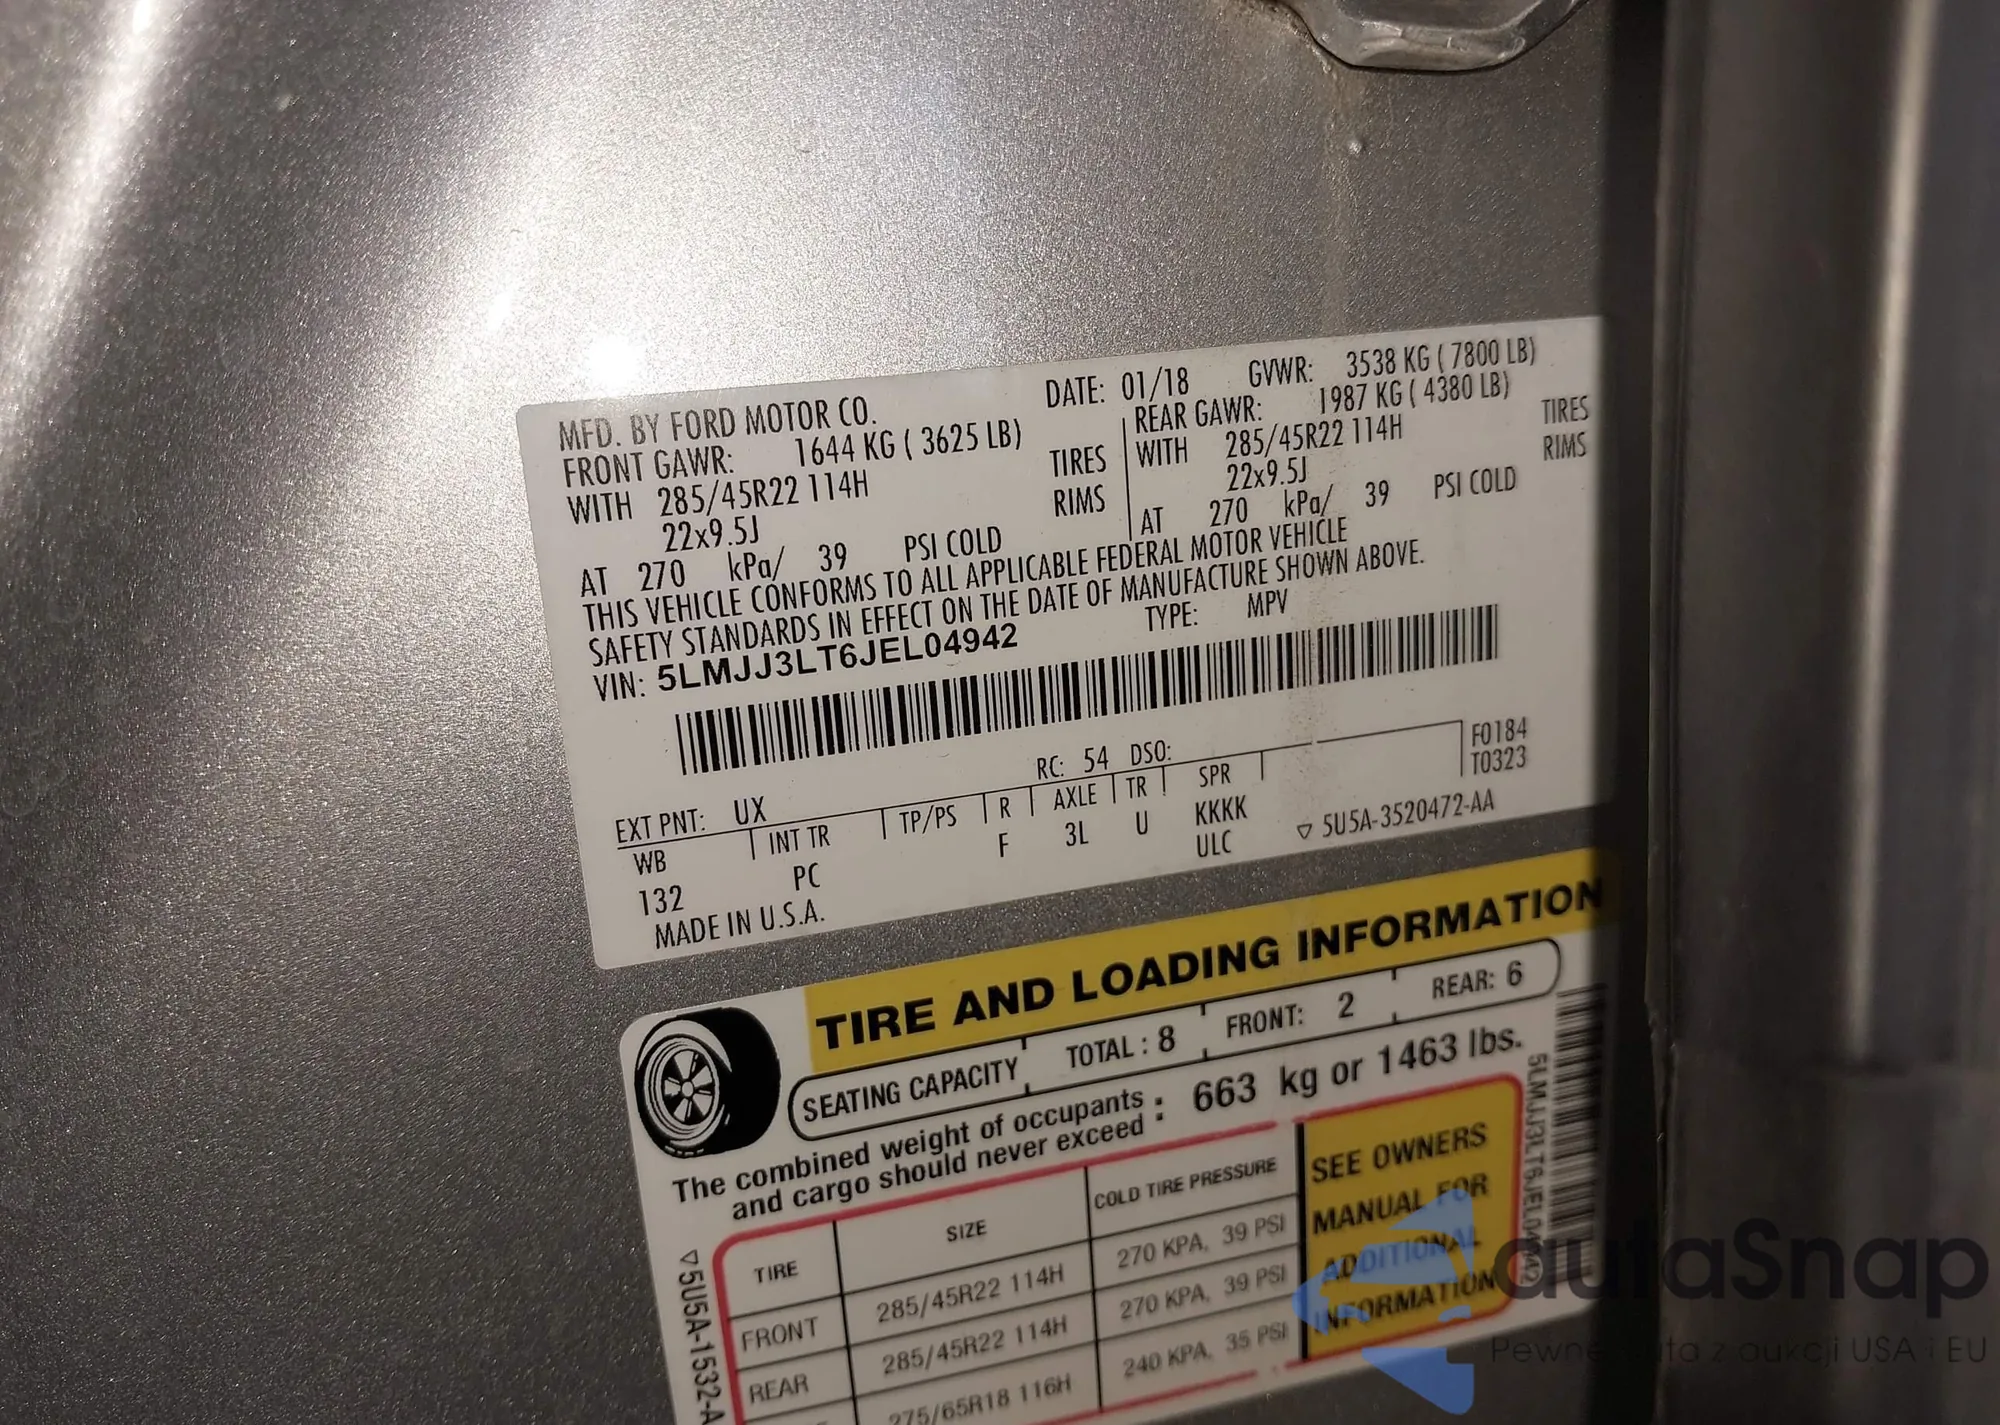 MFD. BY FORD MOTOR CO.
DATE: 01/18 GVWR: 3538 KG ( 7800 LB)
FRONT GAWR: 1644 KG ( 3625 LB)
REAR GAWR: 1987 KG ( 4380 LB)
WITH 285/45R22 114H TIRES
WITH 285/45R22 114H TIRES
22x9.5J RIMS
22x9.5J RIMS
AT 270 kPa/ 39 PSI COLD
AT 270 kPa/ 39 PSI COLD
THIS VEHICLE CONFORMS TO ALL APPLICABLE FEDERAL MOTOR VEHICLE
SAFETY STANDARDS IN EFFECT ON THE DATE OF MANUFACTURE SHOWN ABOVE.
VIN: 5LMJJ3LT6JEL04942
TYPE: MPV
F0184
T0323
EXT PNT: UX RC: 54 DSO:
WB INT TR TP/PS R AXLE TR SPR
132 PC F 3L U KKKK
ULC
MADE IN U.S.A.
▽ 5U5A-3520472-AA
TIRE AND LOADING INFORMATION
SEATING CAPACITY TOTAL : 8 FRONT: 2 REAR: 6
The combined weight of occupants
and cargo should never exceed : 663 kg or 1463 lbs.
TIRE SIZE COLD TIRE PRESSURE
FRONT 285/45R22 114H 270 KPA, 39 PSI
REAR 285/45R22 114H 270 KPA, 39 PSI
275/65R18 116H 240 KPA, 35 PSI
SEE OWNERS
MANUAL FOR
ADDITIONAL
INFORMATION
5LMJJ3LT6JEL04942
▽5U5A-1532-A
autaSnap
Pewne auta z aukcji USA i EU